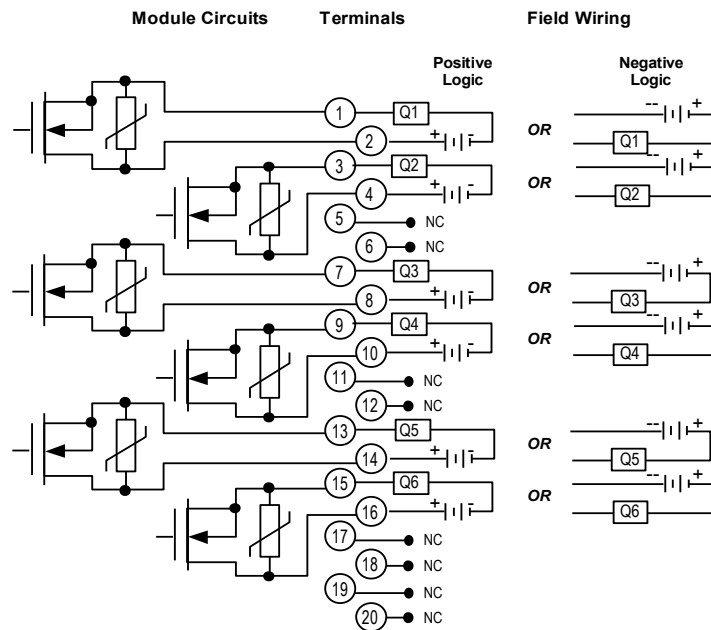 Module Circuits Terminals Field Wiring
Positive Logic
Negative Logic
1 Q1 -- +
OR
2 + - Q1
3 Q2 -- +
OR
4 + - Q2
5 NC
6 NC
7 Q3 -- +
OR
8 + - Q3
9 Q4 -- +
OR
10 + - Q4
11 NC
12 NC
13 Q5 -- +
OR
14 + - Q5
15 Q6 -- +
OR
16 + - Q6
17 NC
18 NC
19 NC
20 NC